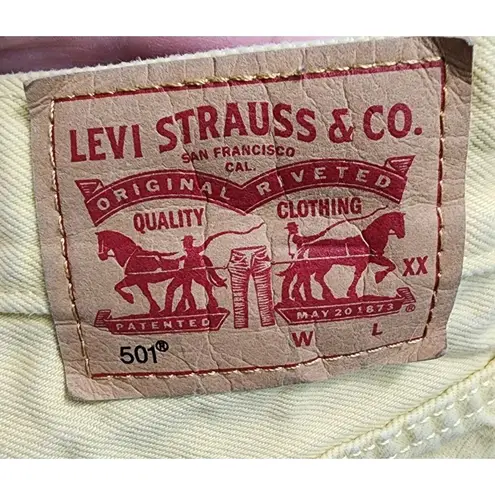 LEVI STRAUSS & CO.
SAN FRANCISCO
CAL.
ORIGINAL RIVETED
QUALITY CLOTHING
XX
PATENTED MAY 20 1873 ®
501® W L